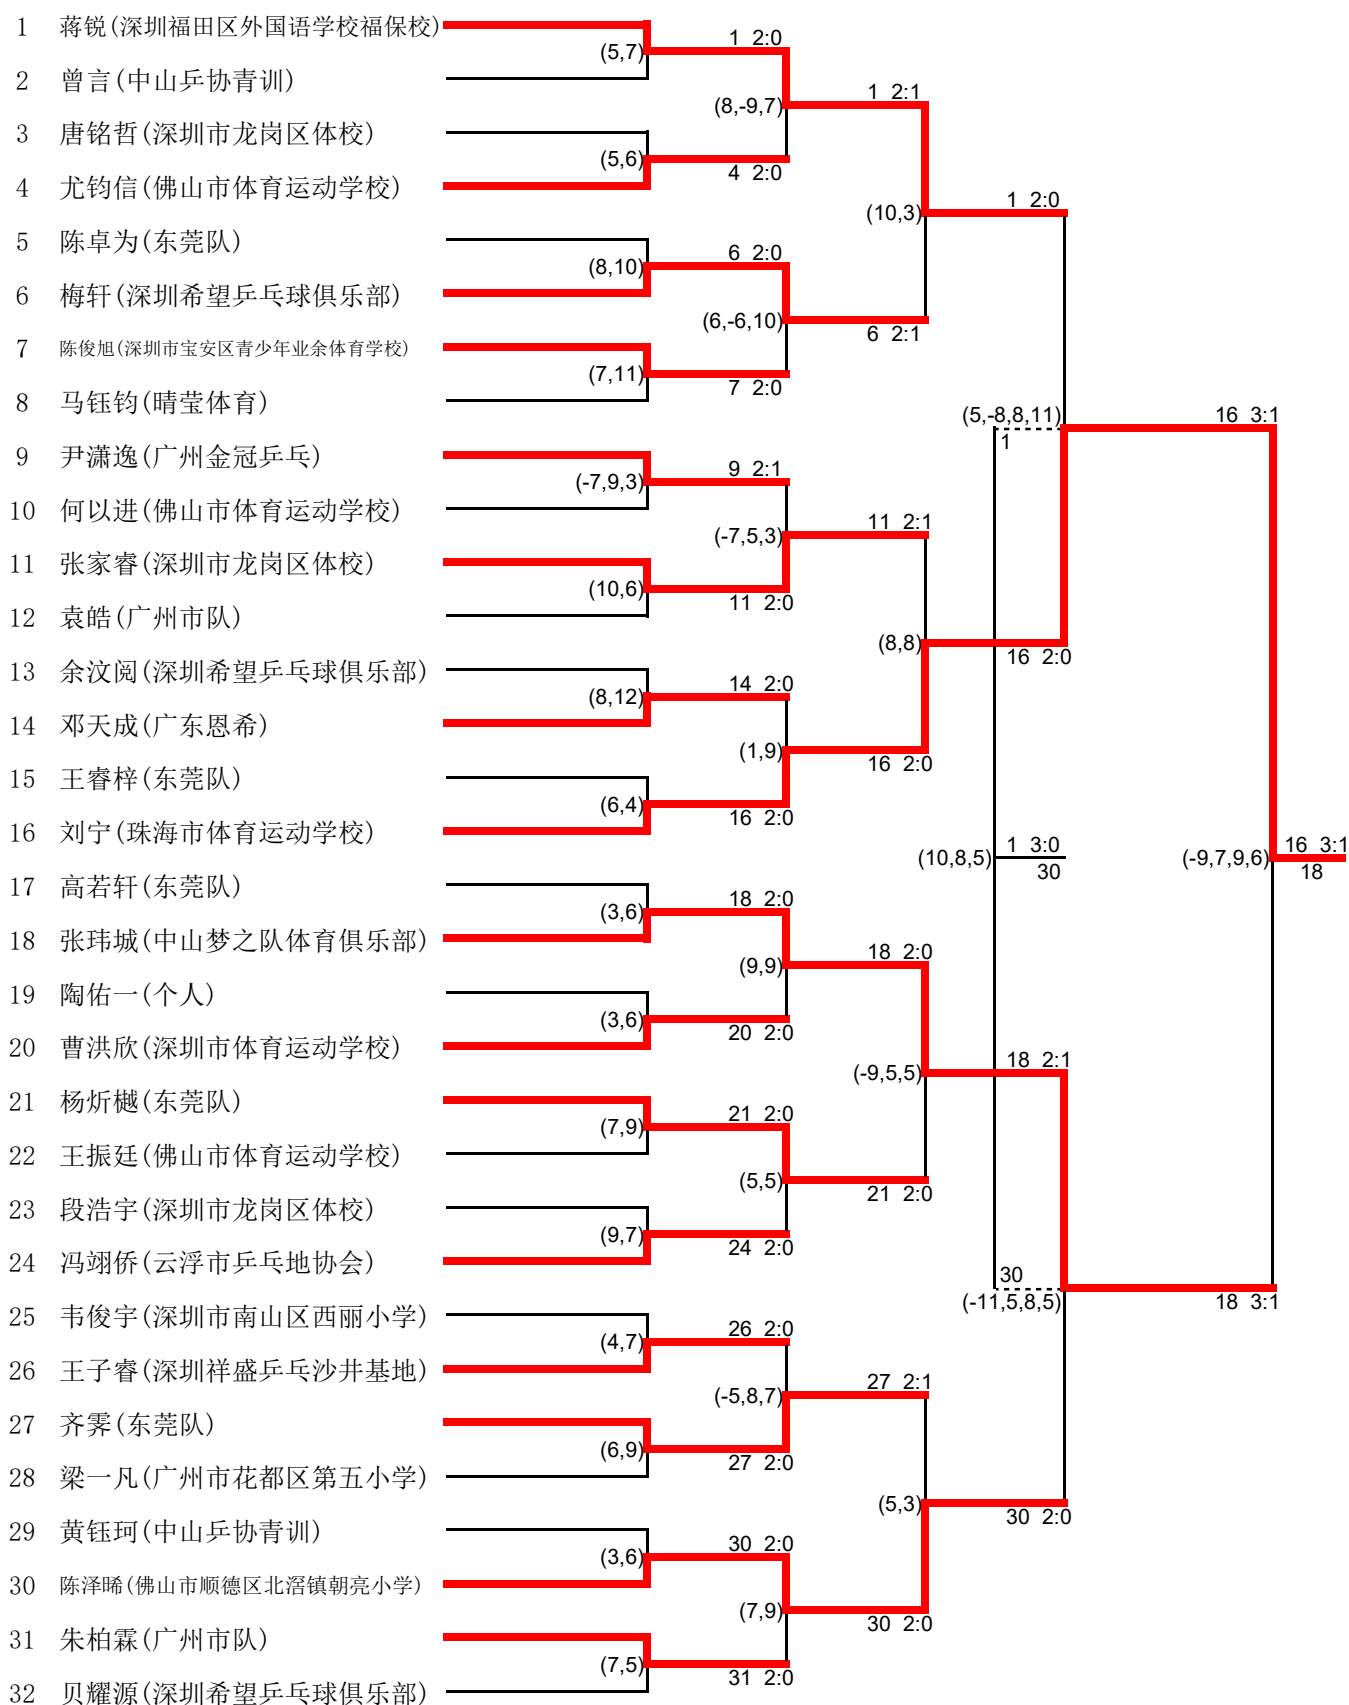 1 蒋锐(深圳福田区外国语学校福保校)
1 2:0
(5,7)
2 曾言(中山乒协青训)
1 2:1
(8,-9,7)
3 唐铭哲(深圳市龙岗区体校)
(5,6)
4 2:0
4 尤钧信(佛山市体育运动学校)
1 2:0
(10,3)
5 陈卓为(东莞队)
6 2:0
(8,10)
6 梅轩(深圳希望乒乓球俱乐部)
(6,-6,10)
6 2:1
7 陈俊旭(深圳市宝安区青少年业余体育学校)
(7,11)
7 2:0
8 马钰钧(晴莹体育)
(5,-8,8,11)
16 3:1
1
9 尹潇逸(广州金冠乒乓)
9 2:1
(-7,9,3)
10 何以进(佛山市体育运动学校)
11 2:1
(-7,5,3)
11 张家睿(深圳市龙岗区体校)
(10,6)
11 2:0
12 袁皓(广州市队)
(8,8)
16 2:0
13 余汶阅(深圳希望乒乓球俱乐部)
14 2:0
(8,12)
14 邓天成(广东恩希)
(1,9)
16 2:0
15 王睿梓(东莞队)
(6,4)
16 2:0
16 刘宁(珠海市体育运动学校)
1 3:0
16 3:1
(10,8,5)
(-9,7,9,6)
30
18
17 高若轩(东莞队)
18 2:0
(3,6)
18 张玮城(中山梦之队体育俱乐部)
18 2:0
(9,9)
19 陶佑一(个人)
(3,6)
20 2:0
20 曹洪欣(深圳市体育运动学校)
18 2:1
(-9,5,5)
21 杨炘樾(东莞队)
21 2:0
(7,9)
22 王振廷(佛山市体育运动学校)
(5,5)
21 2:0
23 段浩宇(深圳市龙岗区体校)
(9,7)
24 2:0
24 冯翊侨(云浮市乒乓地协会)
30
(-11,5,8,5)
18 3:1
25 韦俊宇(深圳市南山区西丽小学)
26 2:0
(4,7)
26 王子睿(深圳祥盛乒乓沙井基地)
27 2:1
(-5,8,7)
27 齐霁(东莞队)
(6,9)
27 2:0
28 梁一凡(广州市花都区第五小学)
(5,3)
30 2:0
29 黄钰珂(中山乒协青训)
30 2:0
(3,6)
30 陈泽晞(佛山市顺德区北滘镇朝亮小学)
(7,9)
30 2:0
31 朱柏霖(广州市队)
(7,5)
31 2:0
32 贝耀源(深圳希望乒乓球俱乐部)